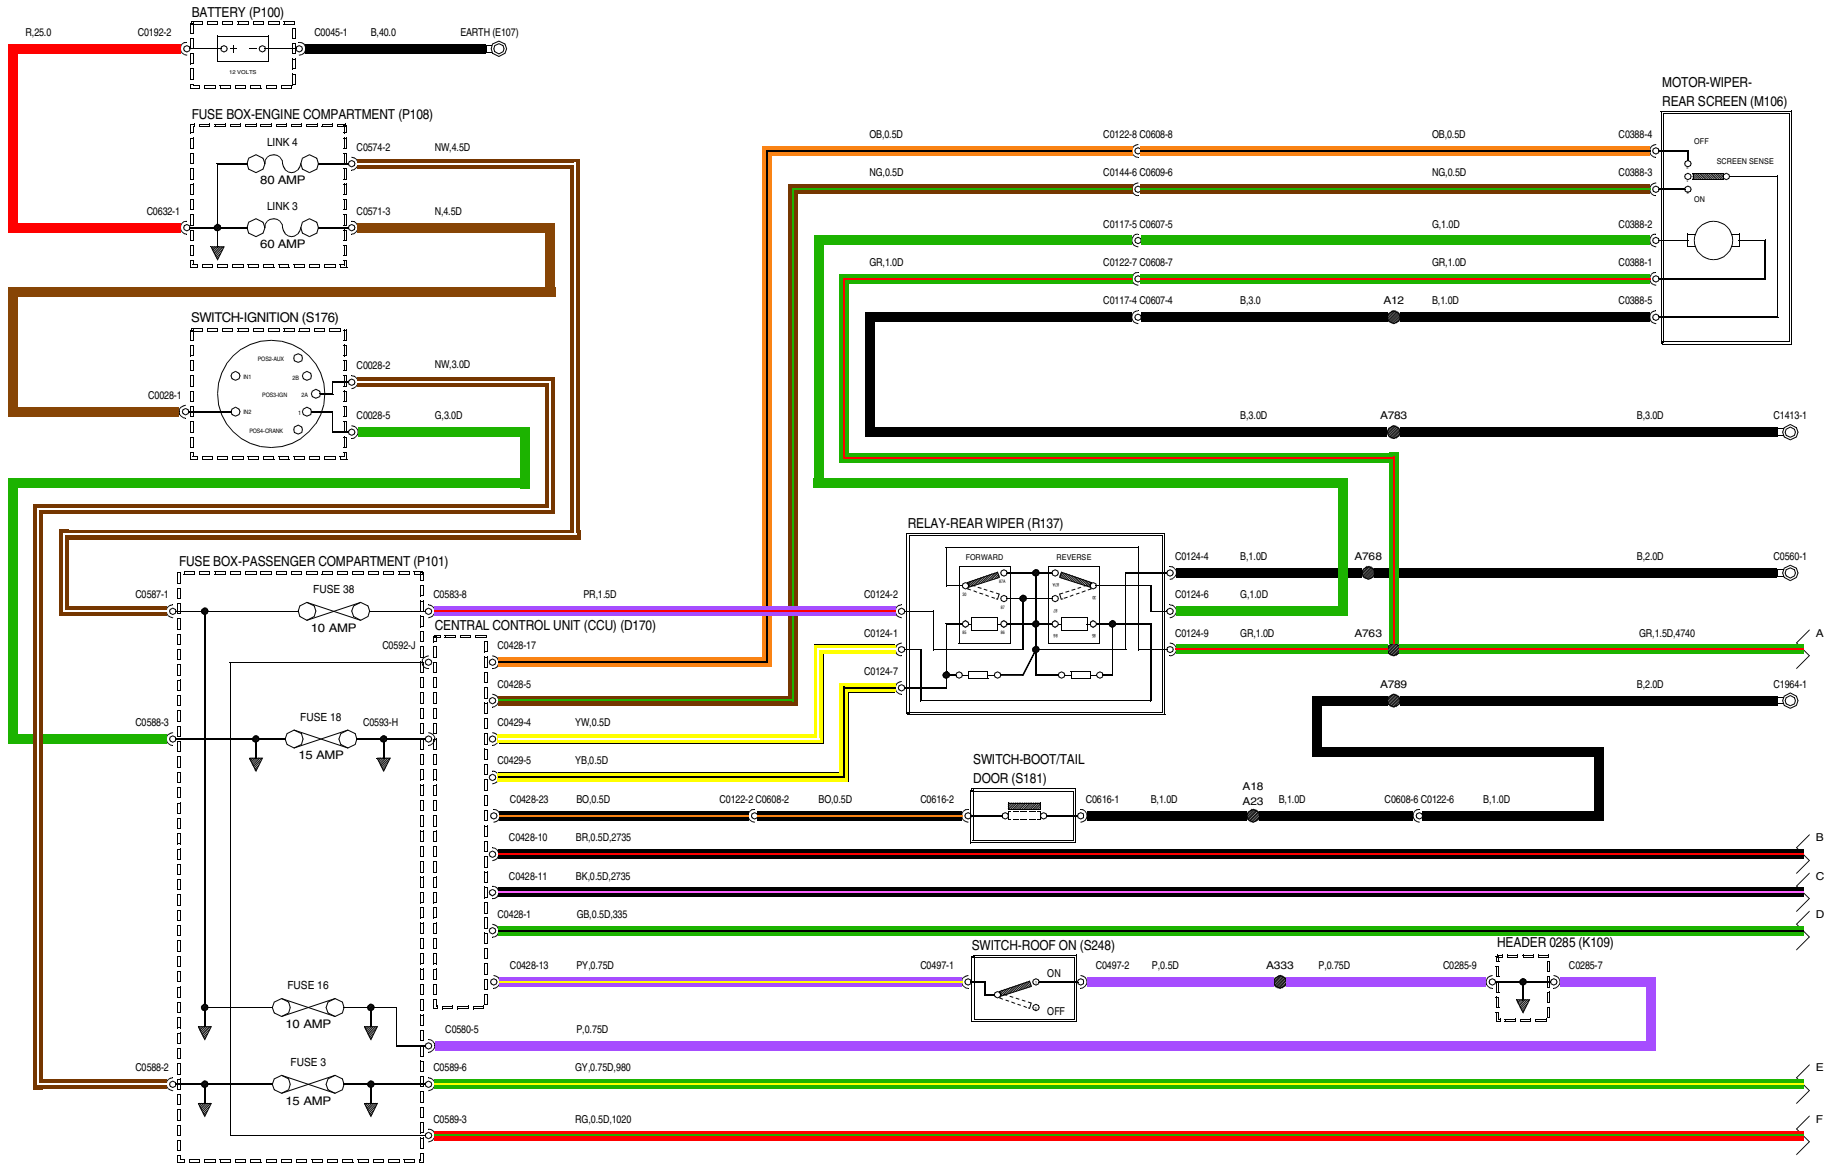 BATTERY (P100)
R,25.0
C0192-2
C0045-1
B,40.0
EARTH (E107)
+ −
12 VOLTS
FUSE BOX-ENGINE COMPARTMENT (P108)
LINK 4
80 AMP
C0574-2
NW,4.5D
LINK 3
60 AMP
C0632-1
C0571-3
N,4.5D
SWITCH-IGNITION (S176)
POS2-AUX
IN1
2B
POS3-IGN
2A
IN2
1
POS4-CRANK
C0028-1
C0028-2
NW,3.0D
C0028-5
G,3.0D
MOTOR-WIPER-
REAR SCREEN (M106)
OFF
SCREEN SENSE
ON
OB,0.5D
C0122-8 C0608-8
OB,0.5D
C0388-4
NG,0.5D
C0144-6 C0609-6
NG,0.5D
C0388-3
C0117-5 C0607-5
G,1.0D
C0388-2
GR,1.0D
C0122-7 C0608-7
GR,1.0D
C0388-1
C0117-4 C0607-4
B,3.0
A12
B,1.0D
C0388-5
B,3.0D
A783
B,3.0D
C1413-1
RELAY-REAR WIPER (R137)
FORWARD
REVERSE
87A
30
87
85
86
C0124-4
B,1.0D
A768
B,2.0D
C0560-1
C0124-6
G,1.0D
C0124-9
GR,1.0D
A763
GR,1.5D,4740
A
C0124-2
C0124-1
C0124-7
A789
B,2.0D
C1964-1
FUSE BOX-PASSENGER COMPARTMENT (P101)
C0587-1
FUSE 38
10 AMP
C0583-8
PR,1.5D
CENTRAL CONTROL UNIT (CCU) (D170)
C0592-J
C0428-17
C0428-5
C0588-3
FUSE 18
15 AMP
C0593-H
C0429-4
YW,0.5D
C0429-5
YB,0.5D
SWITCH-BOOT/TAIL
DOOR (S181)
C0428-23
BO,0.5D
C0122-2 C0608-2
BO,0.5D
C0616-2
C0616-1
B,1.0D
A18
A23
B,1.0D
C0608-6 C0122-6
B,1.0D
C0428-10
BR,0.5D,2735
B
C0428-11
BK,0.5D,2735
C
C0428-1
GB,0.5D,335
D
SWITCH-ROOF ON (S248)
HEADER 0285 (K109)
C0428-13
PY,0.75D
C0497-1
ON
OFF
C0497-2
P,0.5D
A333
P,0.75D
C0285-9
C0285-7
FUSE 16
10 AMP
C0580-5
P,0.75D
C0588-2
FUSE 3
15 AMP
C0589-6
GY,0.75D,980
E
C0589-3
RG,0.5D,1020
F